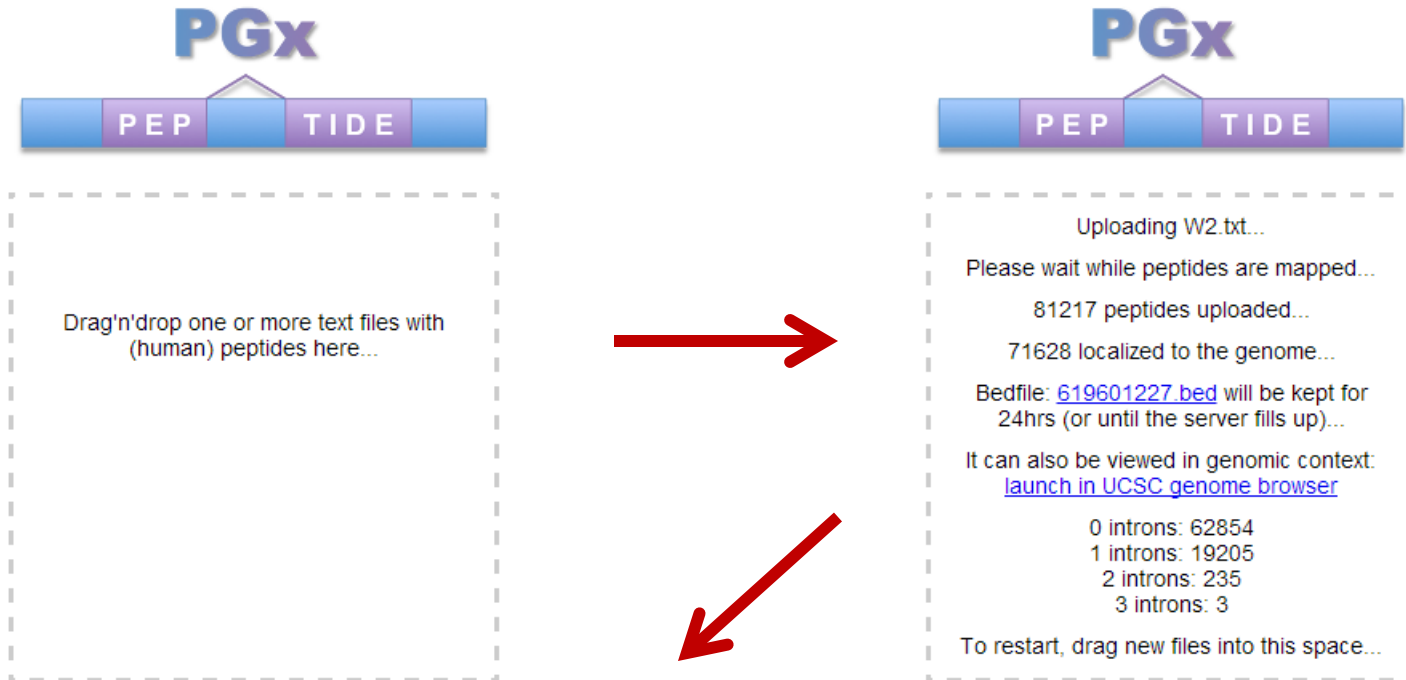 PGx
PEP TIDE
Drag'n'drop one or more text files with
(human) peptides here...
PGx
PEP TIDE
Uploading W2.txt...
Please wait while peptides are mapped...
81217 peptides uploaded...
71628 localized to the genome...
Bedfile: 619601227.bed will be kept for
24hrs (or until the server fills up)...
It can also be viewed in genomic context:
launch in UCSC genome browser
0 introns: 62854
1 introns: 19205
2 introns: 235
3 introns: 3
To restart, drag new files into this space...